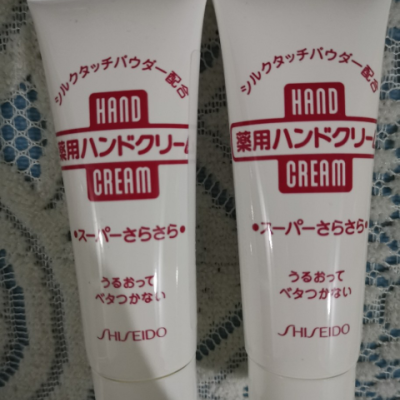 シルクタッチパウダー配合
HAND
薬用ハンドクリーム
CREAM
•スーパーさらさら•
うるおって
ベタつかない
SHISEIDO
シルクタッチパウダー配合
HAND
薬用ハンドクリーム
CREAM
•スーパーさらさら•
うるおって
ベタつかない
SHISEIDO